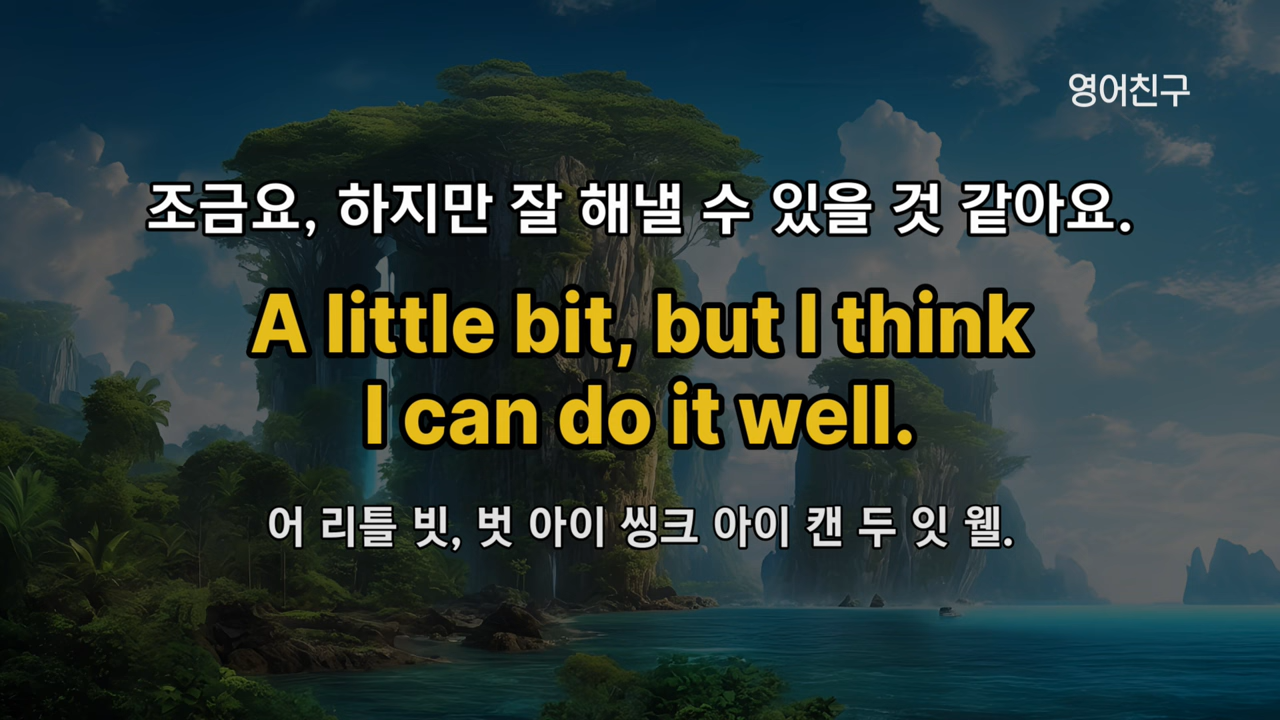 영어친구
조금요, 하지만 잘 해낼 수 있을 것 같아요.
A little bit, but I think
I can do it well.
어 리틀 빗, 벗 아이 씽크 아이 캔 두 잇 웰.